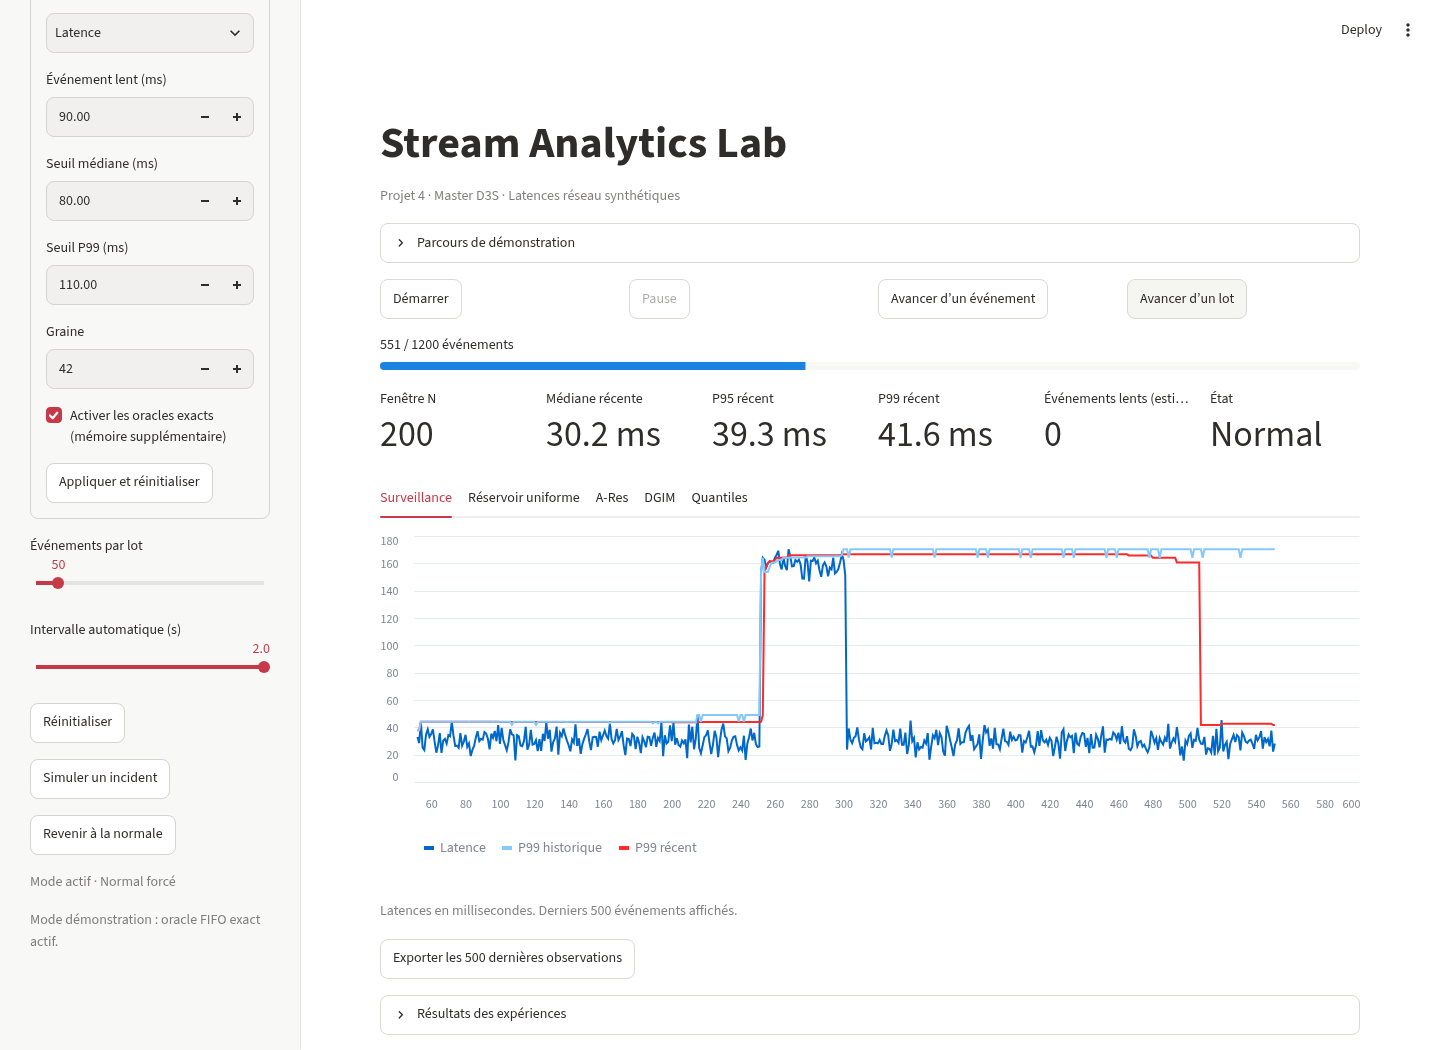 Latence
Événement lent (ms)
90.00
Seuil médiane (ms)
80.00
Seuil P99 (ms)
110.00
Graine
42
Activer les oracles exacts
(mémoire supplémentaire)
Appliquer et réinitialiser
Événements par lot
50
Intervalle automatique (s)
2.0
Réinitialiser
Simuler un incident
Revenir à la normale
Mode actif · Normal forcé
Mode démonstration : oracle FIFO exact
actif.
Deploy
Stream Analytics Lab
Projet 4 · Master D3S · Latences réseau synthétiques
Parcours de démonstration
Démarrer
Pause
Avancer d’un événement
Avancer d’un lot
551 / 1200 événements
Fenêtre N
200
Médiane récente
30.2 ms
P95 récent
39.3 ms
P99 récent
41.6 ms
Événements lents (esti…
0
État
Normal
Surveillance
Réservoir uniforme
A-Res
DGIM
Quantiles
180
160
140
120
100
80
60
40
20
0
60 80 100 120 140 160 180 200 220 240 260 280 300 320 340 360 380 400 420 440 460 480 500 520 540 560 580 600
Latence
P99 historique
P99 récent
Latences en millisecondes. Derniers 500 événements affichés.
Exporter les 500 dernières observations
Résultats des expériences